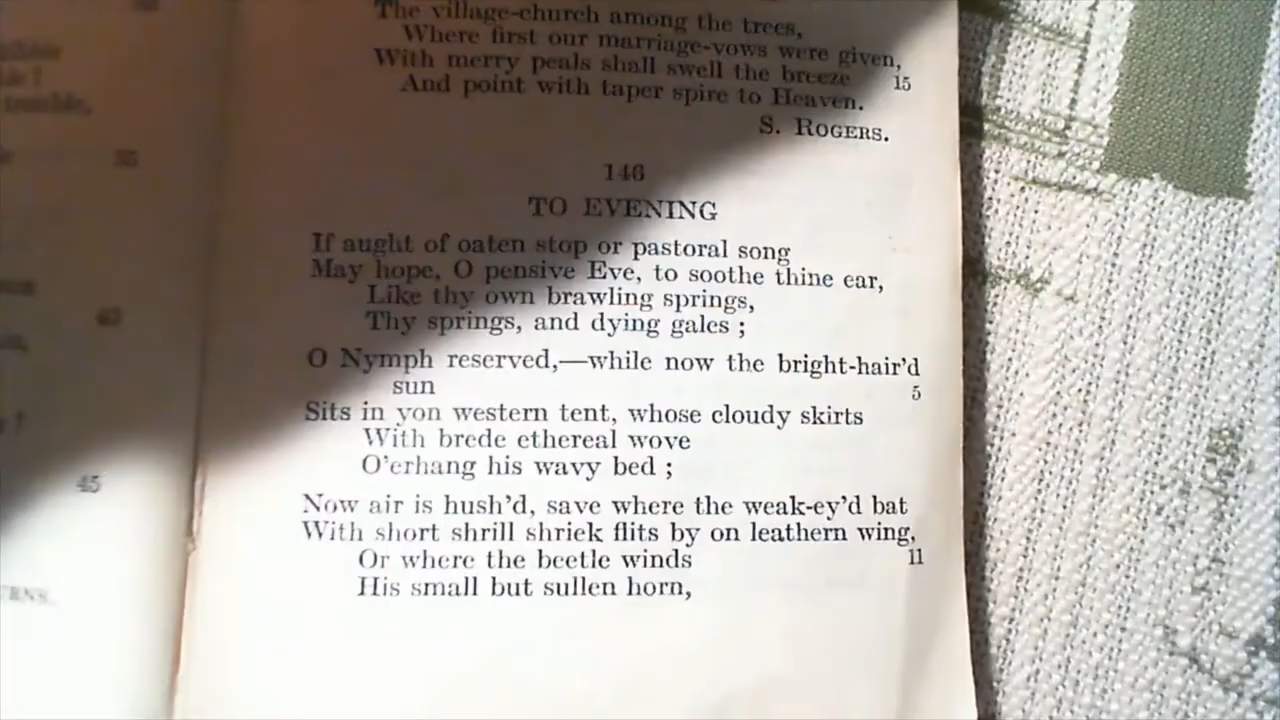 The village-church among the trees,
Where first our marriage-vows were given,
With merry peals shall swell the breeze 15
And point with taper spire to Heaven.
S. ROGERS.
146
TO EVENING
If aught of oaten stop or pastoral song
May hope, O pensive Eve, to soothe thine ear,
Like thy own brawling springs,
Thy springs, and dying gales ;
O Nymph reserved,—while now the bright-hair'd
sun 5
Sits in yon western tent, whose cloudy skirts
With brede ethereal wove
O'erhang his wavy bed ;
Now air is hush'd, save where the weak-ey'd bat
With short shrill shriek flits by on leathern wing,
Or where the beetle winds 11
His small but sullen horn,
45